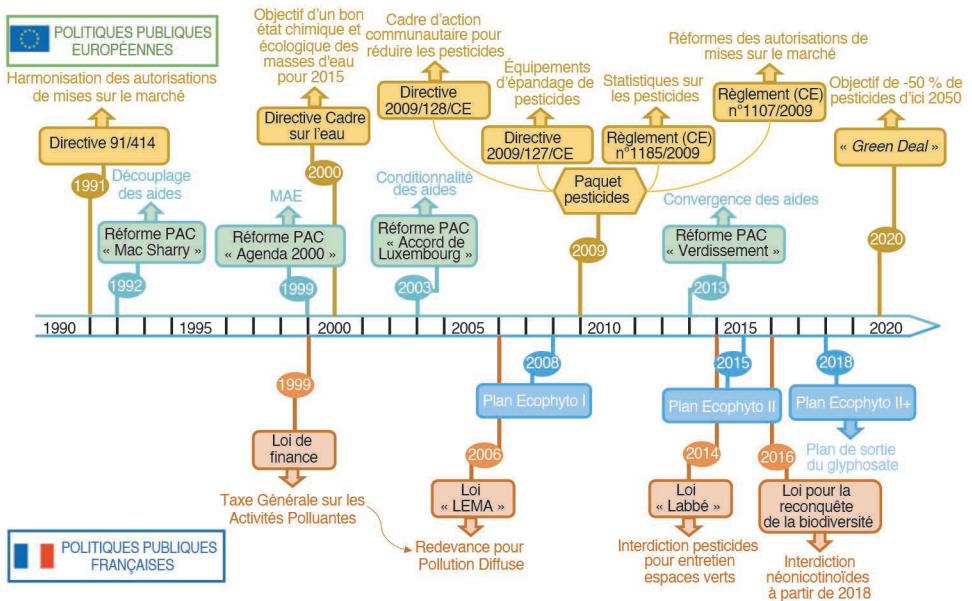 POLITIQUES PUBLIQUES
EUROPÉENNES
Harmonisation des autorisations
de mises sur le marché
Directive 91/414
1991
Objectif d'un bon
état chimique et
écologique des
masses d'eau
pour 2015
Directive Cadre
sur l'eau
2000
Cadre d'action
communautaire pour
réduire les pesticides
Directive
2009/128/CE
Équipements
d'épandage de
pesticides
Directive
2009/127/CE
Statistiques sur
les pesticides
Règlement (CE)
n°1185/2009
Réformes des autorisations de
mises sur le marché
Règlement (CE)
n°1107/2009
Paquet
pesticides
2009
Objectif de -50 % de
pesticides d'ici 2050
« Green Deal »
2020
Découplage
des aides
Réforme PAC
« Mac Sharry »
1992
MAE
Réforme PAC
« Agenda 2000 »
1999
Conditionnalité
des aides
Réforme PAC
« Accord de
Luxembourg »
2003
Convergence des aides
Réforme PAC
« Verdissement »
2013
1990
1995
2000
2005
2010
2015
2020
1999
Loi de
finance
Taxe Générale sur les
Activités Polluantes
2008
Plan Ecophyto I
2006
Loi
« LEMA »
Redevance pour
Pollution Diffuse
2015
Plan Ecophyto II
2014
Loi
« Labbé »
Interdiction pesticides
pour entretien
espaces verts
2018
Plan Ecophyto II+
Plan de sortie
du glyphosate
2016
Loi pour la
reconquête
de la biodiversité
Interdiction
néonicotinoïdes
à partir de 2018
POLITIQUES PUBLIQUES
FRANÇAISES